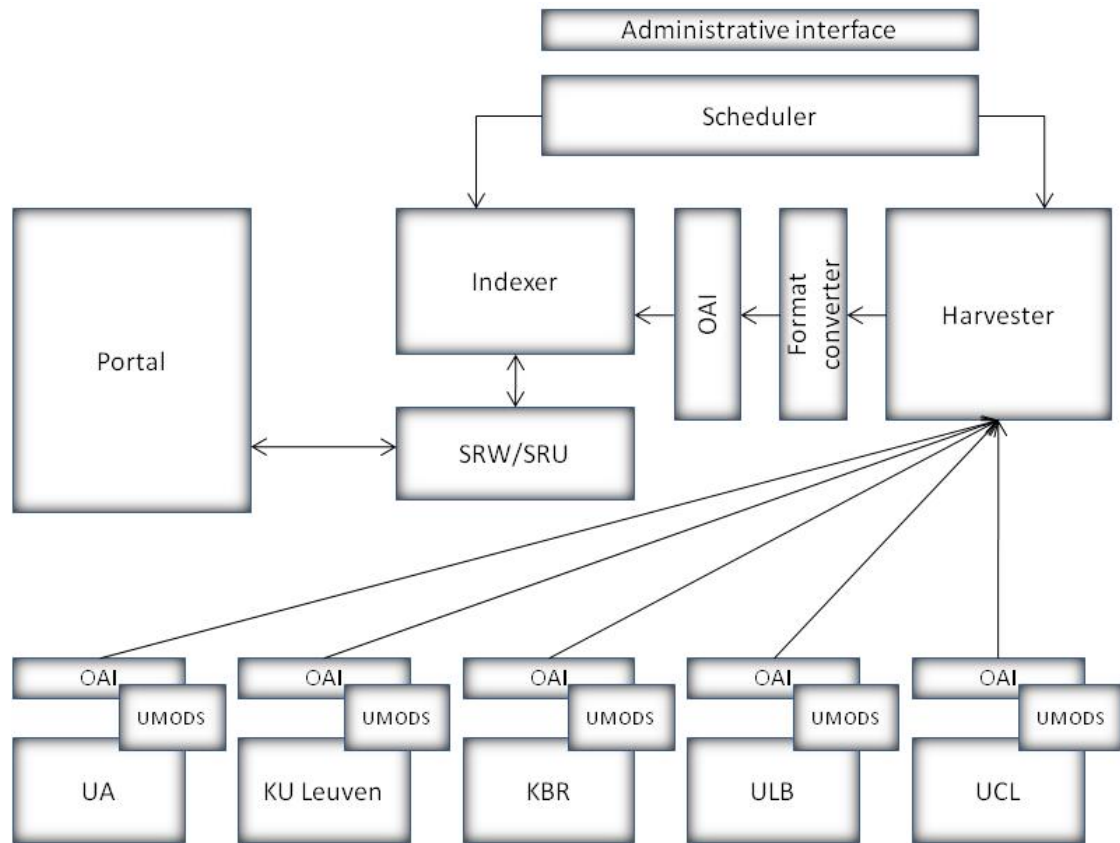 Administrative interface
Scheduler
Portal
Indexer
OAI
Format
converter
Harvester
SRW/SRU
OAI
UMODS
UA
OAI
UMODS
KU Leuven
OAI
UMODS
KBR
OAI
UMODS
ULB
OAI
UMODS
UCL